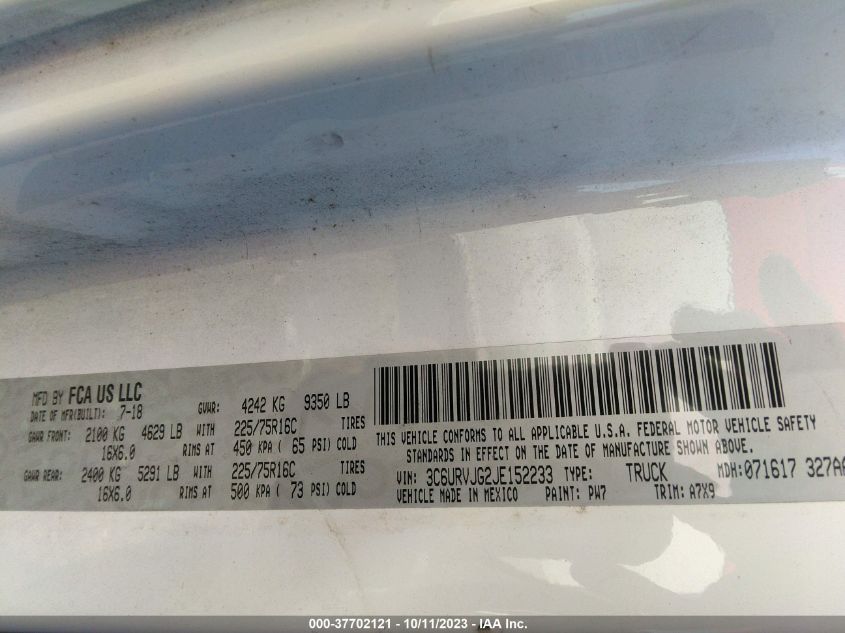 MFD BY FCA US LLC
DATE OF MFR(BUILT): 7-18
GVWR: 4242 KG 9350 LB
GAWR FRONT: 2100 KG 4629 LB WITH 225/75R16C TIRES
16X6.0 RIMS AT 450 KPA ( 65 PSI) COLD
GAWR REAR: 2400 KG 5291 LB WITH 225/75R16C TIRES
16X6.0 RIMS AT 500 KPA ( 73 PSI) COLD
THIS VEHICLE CONFORMS TO ALL APPLICABLE U.S.A. FEDERAL MOTOR VEHICLE SAFETY
STANDARDS IN EFFECT ON THE DATE OF MANUFACTURE SHOWN ABOVE.
VIN: 3C6URVJG2JE152233 TYPE: TRUCK MDH:071617 327AA
VEHICLE MADE IN MEXICO PAINT: PW7 TRIM: A7X9
000-37702121 - 10/11/2023 - IAA Inc.